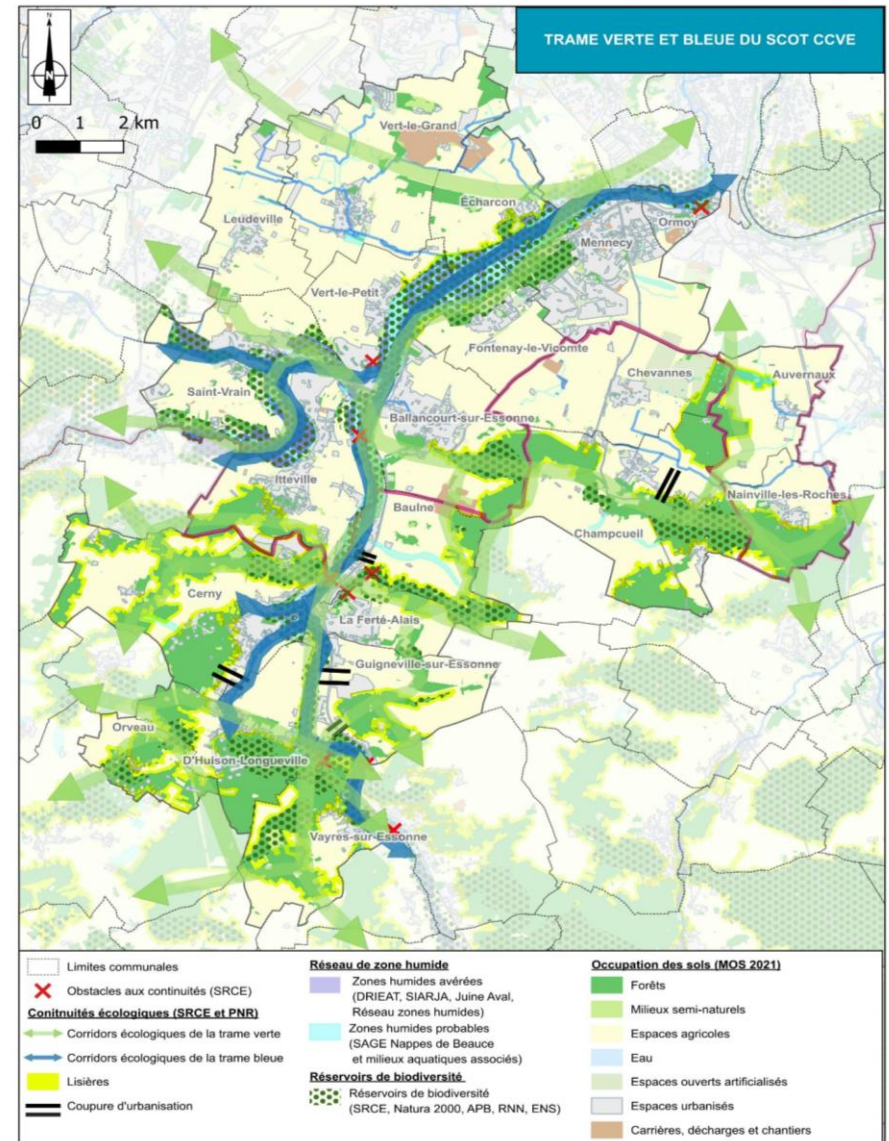 TRAME VERTE ET BLEUE DU SCOT CCVE
N
0 1 2 km
Vert-le-Grand
Écharcon
Leudeville
Ormoy
Mennecy
Vert-le-Petit
Fontenay-le-Vicomte
Chevannes
Auvernaux
Saint-Vrain
Ballancourt-sur-Essonne
Itteville
Nainville-les-Roches
Baulne
Champcueil
Cerny
La Ferté-Alais
Guigneville-sur-Essonne
Orveau
D'Huison-Longueville
Vayres-sur-Essonne
Limites communales
Obstacles aux continuités (SRCE)
Conitnuités écologiques (SRCE et PNR)
Corridors écologiques de la trame verte
Corridors écologiques de la trame bleue
Lisières
Coupure d'urbanisation
Réseau de zone humide
Zones humides avérées
(DRIEAT, SIARJA, Juine Aval,
Réseau zones humides)
Zones humides probables
(SAGE Nappes de Beauce
et milieux aquatiques associés)
Réservoirs de biodiversité
Réservoirs de biodiversité
(SRCE, Natura 2000, APB, RNN, ENS)
Occupation des sols (MOS 2021)
Forêts
Milieux semi-naturels
Espaces agricoles
Eau
Espaces ouverts artificialisés
Espaces urbanisés
Carrières, décharges et chantiers